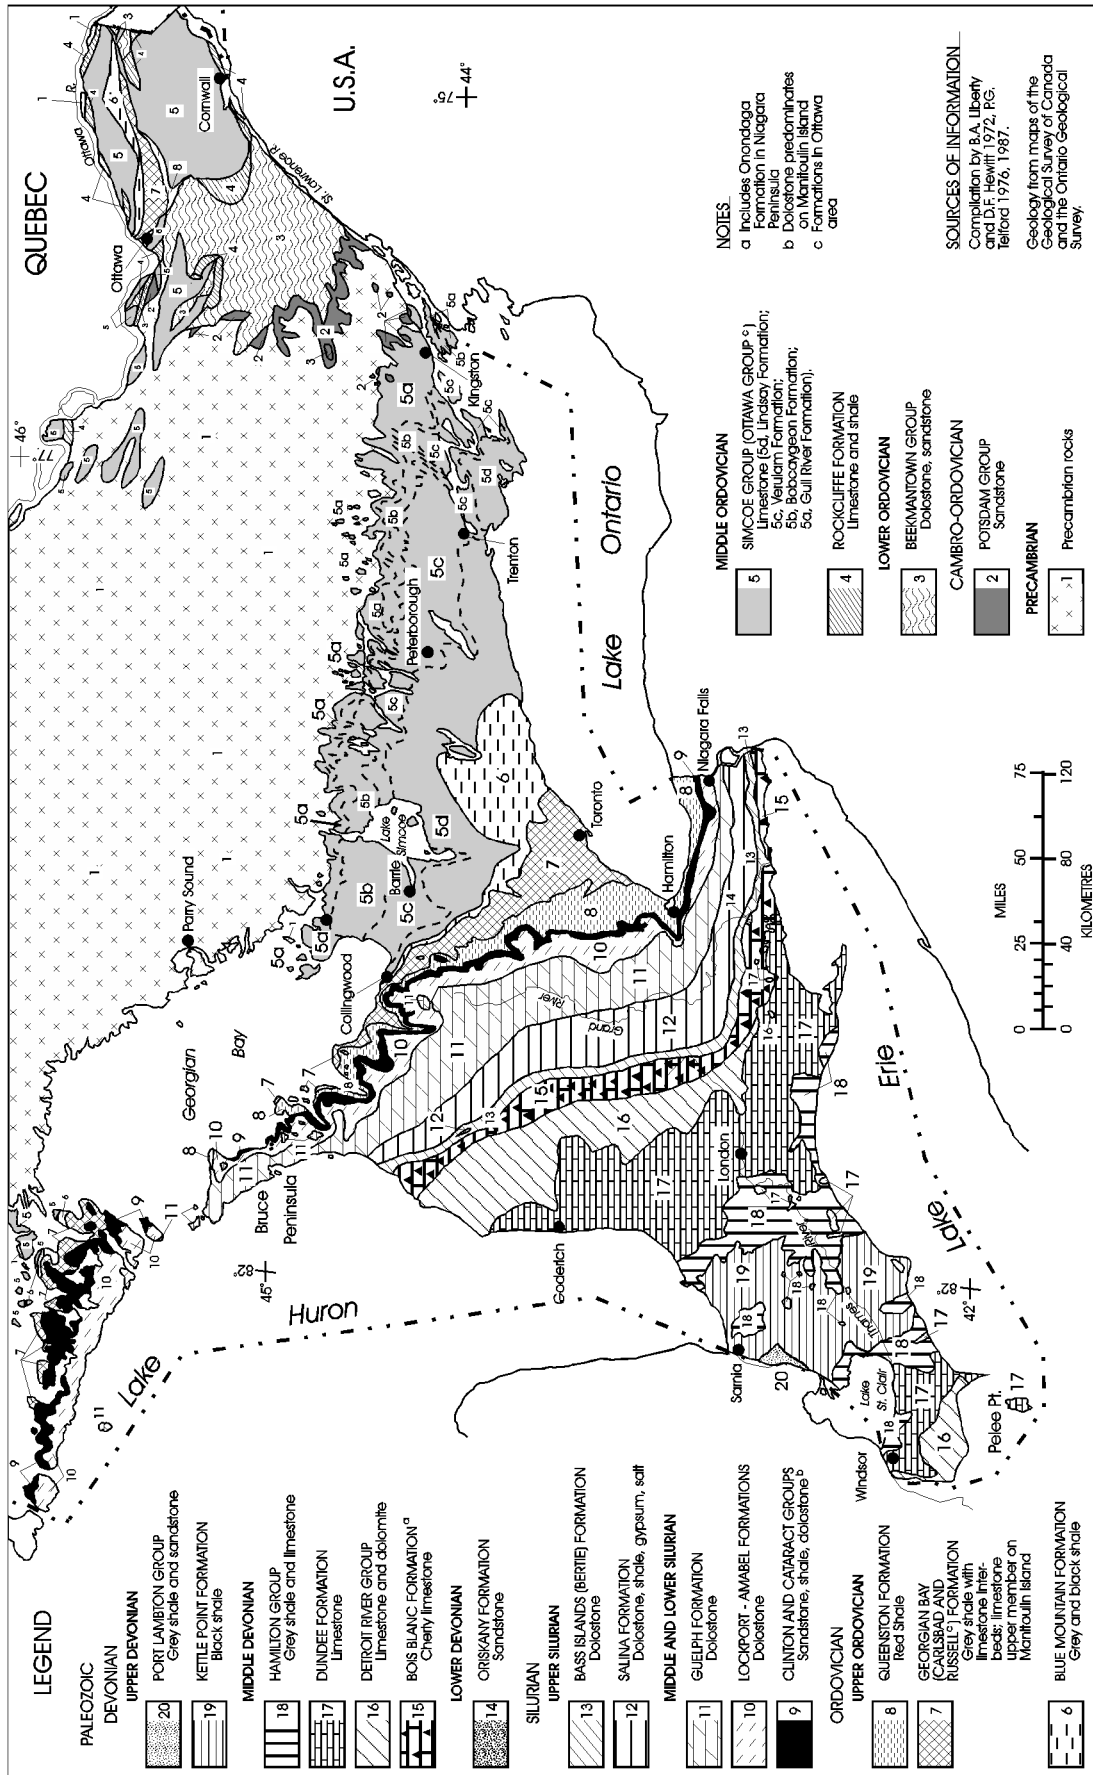 LEGEND
PALEOZOIC
DEVONIAN
UPPER DEVONIAN
20
PORT LAMBTON GROUP
Grey shale and sandstone
19
KETTLE POINT FORMATION
Black shale
MIDDLE DEVONIAN
18
HAMILTON GROUP
Grey shale and limestone
17
DUNDEE FORMATION
Limestone
16
DETROIT RIVER GROUP
Limestone and dolomite
15
BOIS BLANC FORMATION a
Cherty limestone
LOWER DEVONIAN
14
ORISKANY FORMATION
Sandstone
SILURIAN
UPPER SILURIAN
13
BASS ISLANDS (BERTIE) FORMATION
Dolostone
12
SALINA FORMATION
Dolostone, shale, gypsum, salt
MIDDLE AND LOWER SILURIAN
11
GUELPH FORMATION
Dolostone
10
LOCKPORT - AMABEL FORMATIONS
Dolostone
9
CLINTON AND CATARACT GROUPS
Sandstone, shale, dolostone b
ORDOVICIAN
UPPER ORDOVICIAN
8
QUEENSTON FORMATION
Red Shale
7
GEORGIAN BAY
(CARLSBAD AND
RUSSELL c) FORMATION
Grey shale with
limestone inter-
beds; limestone
upper member on
Manitoulin Island
6
BLUE MOUNTAIN FORMATION
Grey and black shale
MIDDLE ORDOVICIAN
5
SIMCOE GROUP (OTTAWA GROUP c)
Limestone (5d, Lindsay Formation;
5c, Verulam Formation;
5b, Bobcaygeon Formation;
5a, Gull River Formation).
4
ROCKCLIFFE FORMATION
Limestone and shale
LOWER ORDOVICIAN
3
BEEKMANTOWN GROUP
Dolostone, sandstone
CAMBRO-ORDOVICIAN
2
POTSDAM GROUP
Sandstone
PRECAMBRIAN
1
Precambrian rocks
NOTES
a Includes Onondaga
Formation in Niagara
Peninsula
b Dolostone predominates
on Manitoulin Island
c Formations in Ottawa
area
SOURCES OF INFORMATION
Compilation by B.A. Liberty
and D.F. Hewitt 1972, P.G.
Telford 1976, 1987.
Geology from maps of the
Geological Survey of Canada
and the Ontario Geological
Survey.
MILES
0 25 50 75
0 40 80 120
KILOMETRES
QUEBEC
U.S.A.
Ottawa R.
Ottawa
Cornwall
St. Lawrence R.
75°
44°
77°
46°
Kingston
Trenton
Peterborough
Lake Ontario
Lake Simcoe
Barrie
Toronto
Hamilton
Niagara Falls
Parry Sound
Georgian Bay
Collingwood
Bruce Peninsula
Grand River
Lake Huron
45°
82°
Goderich
London
Sarnia
Thames River
Lake St. Clair
Windsor
Pelee Pt.
Lake Erie
42°
82°